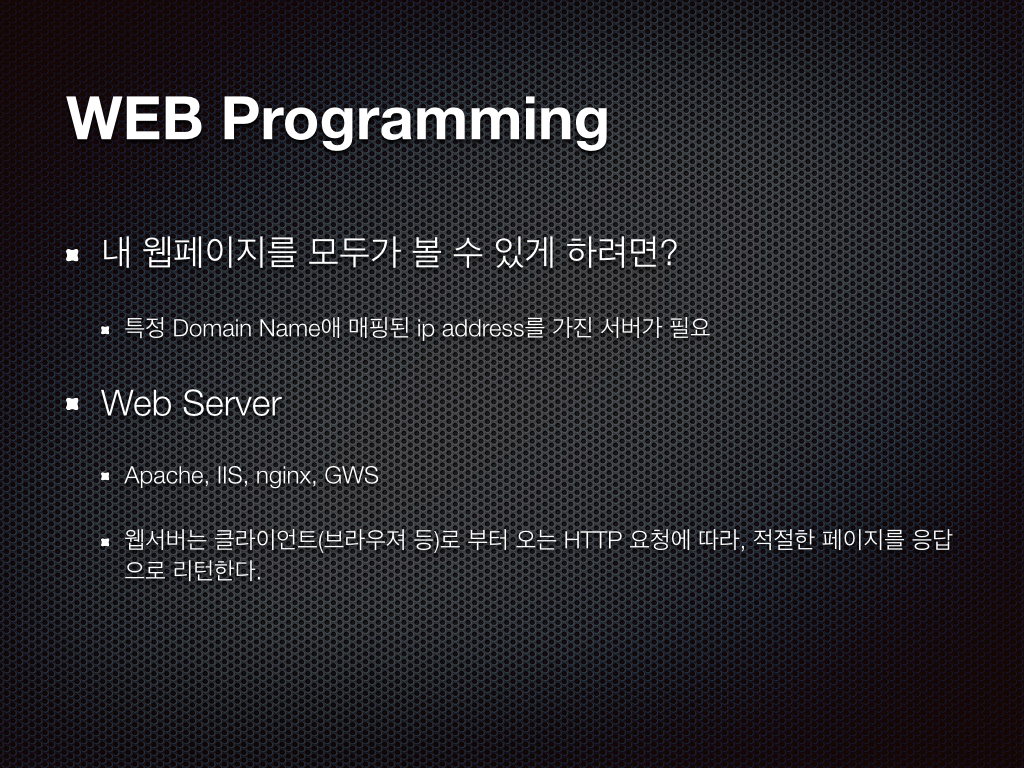 WEB Programming
내 웹페이지를 모두가 볼 수 있게 하려면?
특정 Domain Name애 매핑된 ip address를 가진 서버가 필요
Web Server
Apache, IIS, nginx, GWS
웹서버는 클라이언트(브라우져 등)로 부터 오는 HTTP 요청에 따라, 적절한 페이지를 응답
으로 리턴한다.